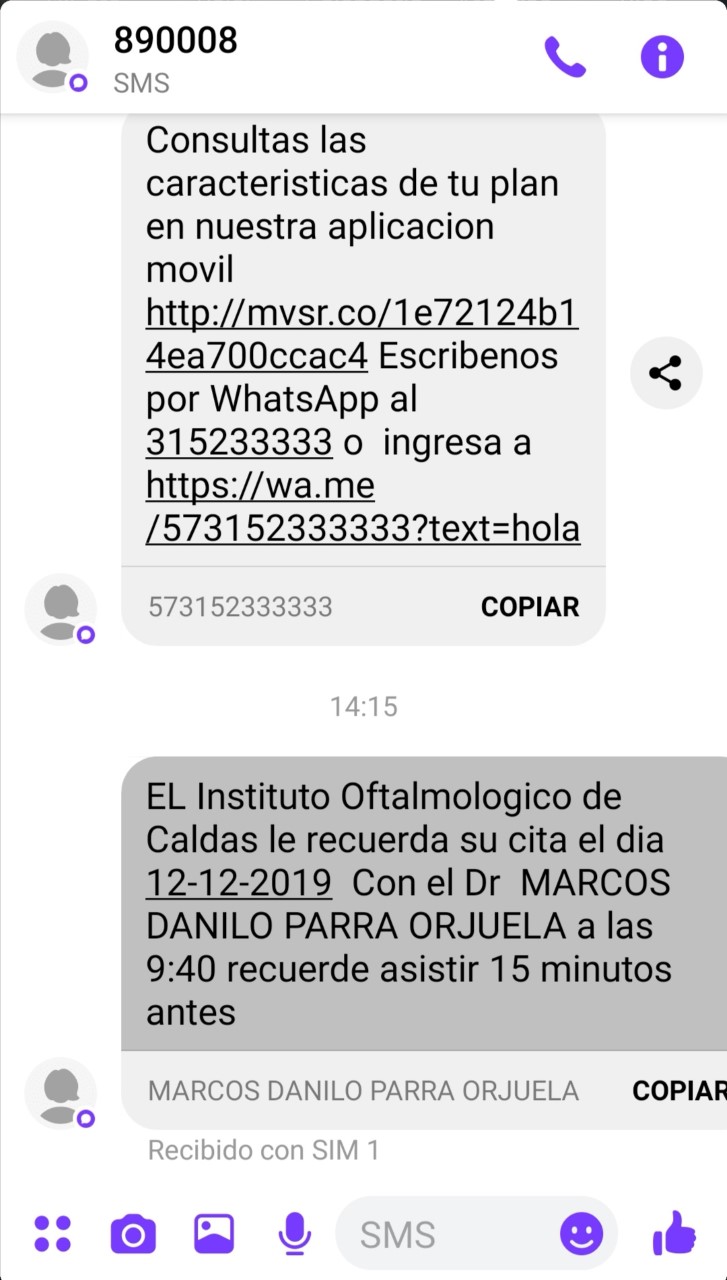 890008
SMS
Consultas las
caracteristicas de tu plan
en nuestra aplicacion
movil
http://mvsr.co/1e72124b1
4ea700ccac4 Escribenos
por WhatsApp al
315233333 o  ingresa a
https://wa.me
/573152333333?text=hola
573152333333 COPIAR
14:15
EL Instituto Oftalmologico de
Caldas le recuerda su cita el dia
12-12-2019  Con el Dr  MARCOS
DANILO PARRA ORJUELA a las
9:40 recuerde asistir 15 minutos
antes
MARCOS DANILO PARRA ORJUELA COPIAR
Recibido con SIM 1
SMS